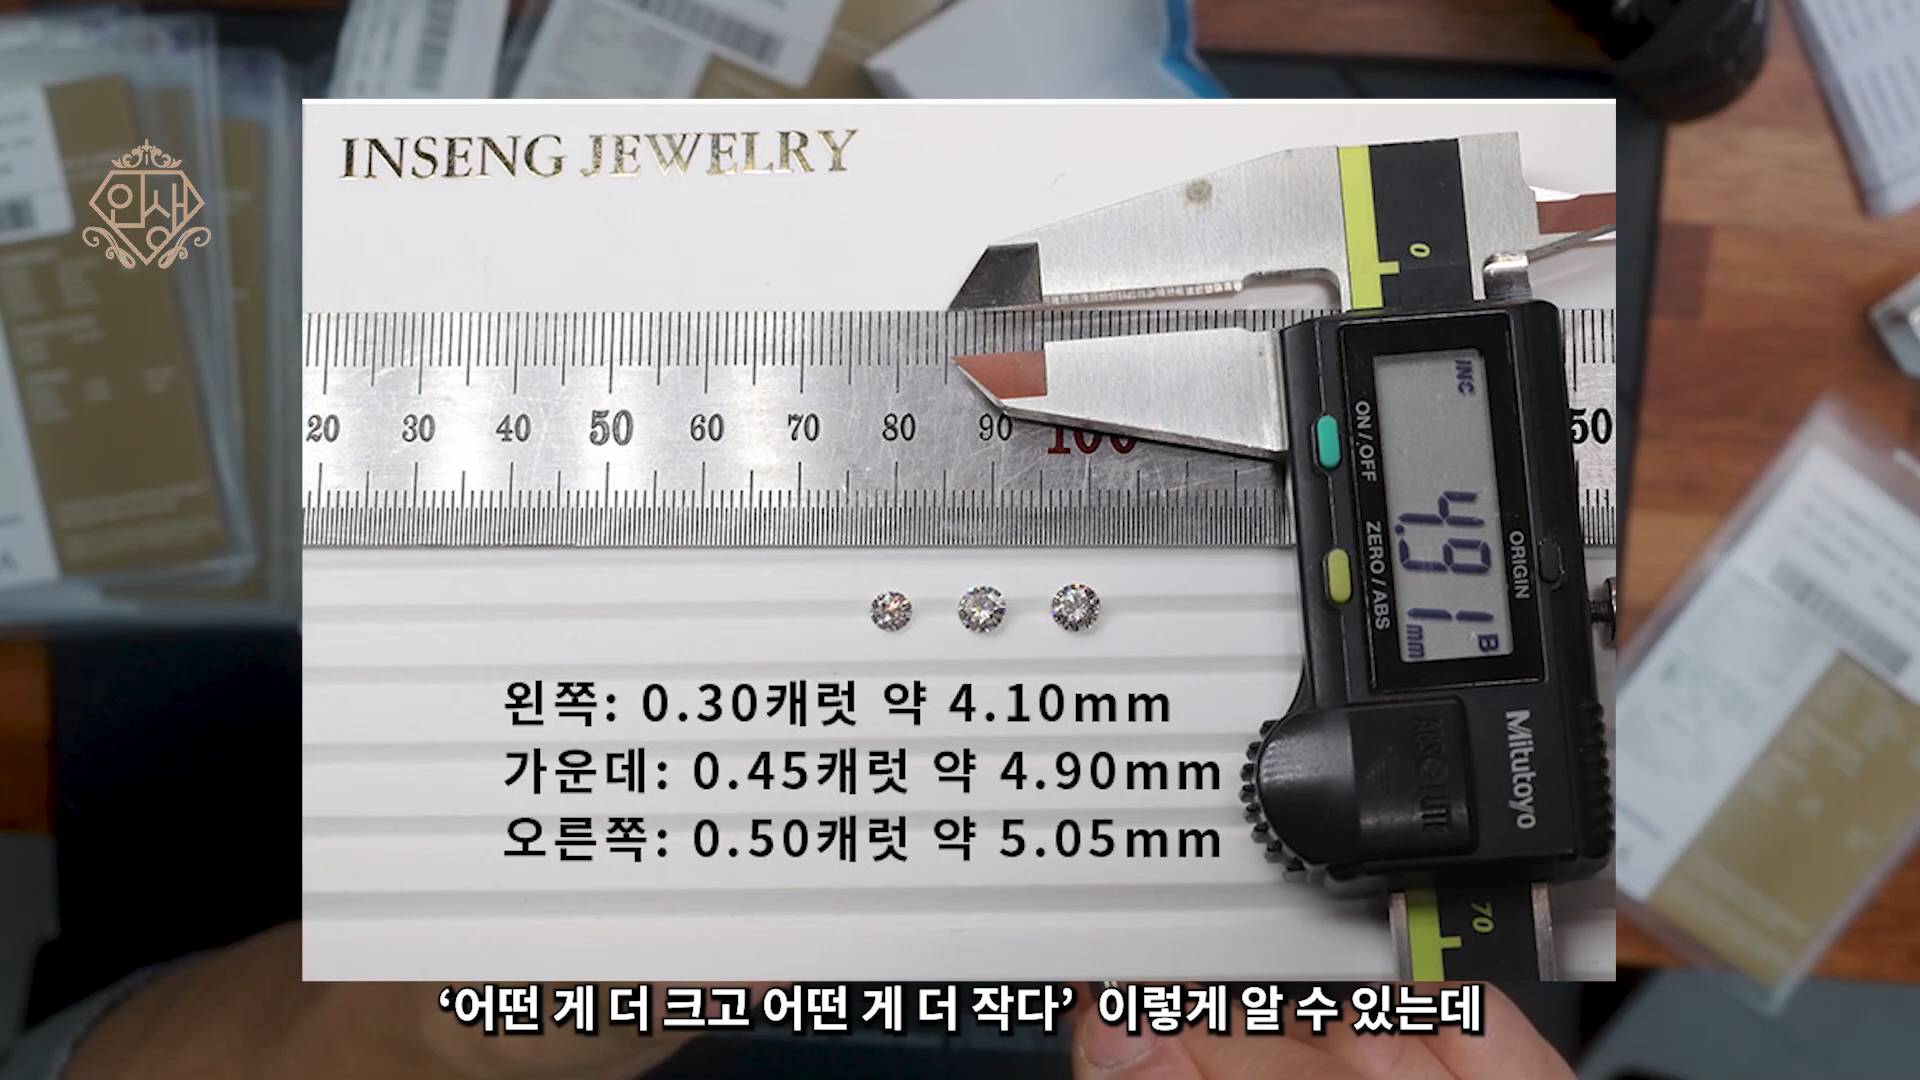 인생
INSENG JEWELRY
0
20 30 40 50 60 70 80 90 100
50
INC
ON / OFF
ZERO / ABS
ORIGIN
4.91
B
mm
Mitutoyo
ABSOLUTE
70
왼쪽: 0.30캐럿 약 4.10mm
가운데: 0.45캐럿 약 4.90mm
오른쪽: 0.50캐럿 약 5.05mm
‘어떤 게 더 크고 어떤 게 더 작다’ 이렇게 알 수 있는데